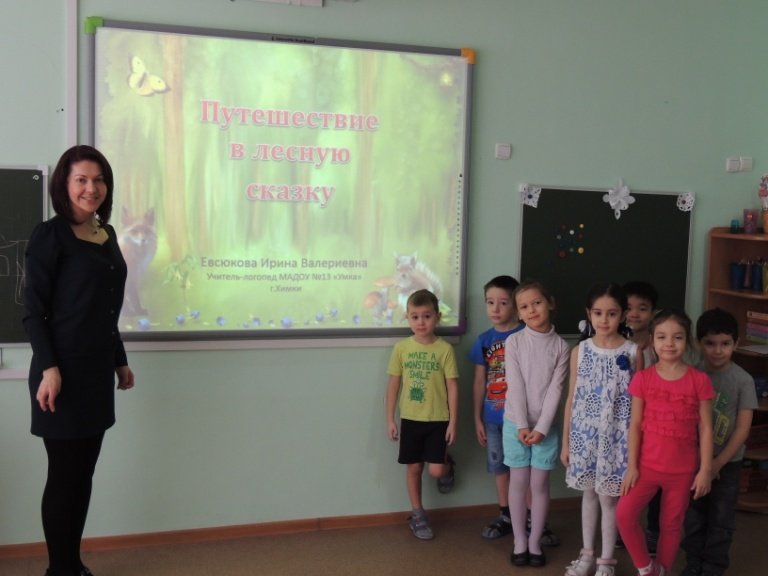 Путешествие
в лесную
сказку
Евсюкова Ирина Валериевна
Учитель-логопед МАДОУ №13 «Умка»
г.Химки
MAKE A
MONSTERS
SMILE